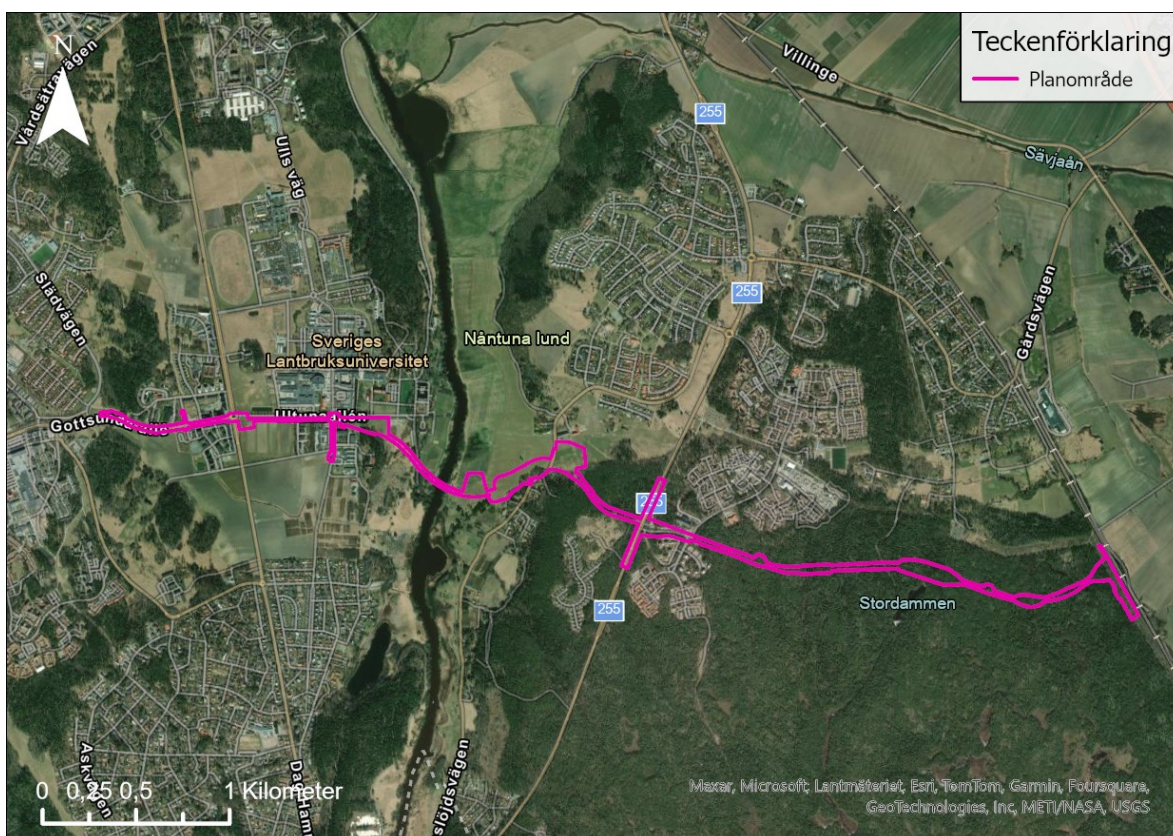 Teckenförklaring
Planområde
N
Vårdsätravägen
Ulls väg
Villinge
255
Sävjaån
Slädvägen
255
Gårdsvägen
Sveriges
Lantbruksuniversitet
Nåntuna lund
255
Stordammen
255
Askvägen
0 0,25 0,5 1 Kilometer
Maxar, Microsoft, Lantmäteriet, Esri, TomTom, Garmin, Foursquare,
GeoTechnologies, Inc, METI/NASA, USGS